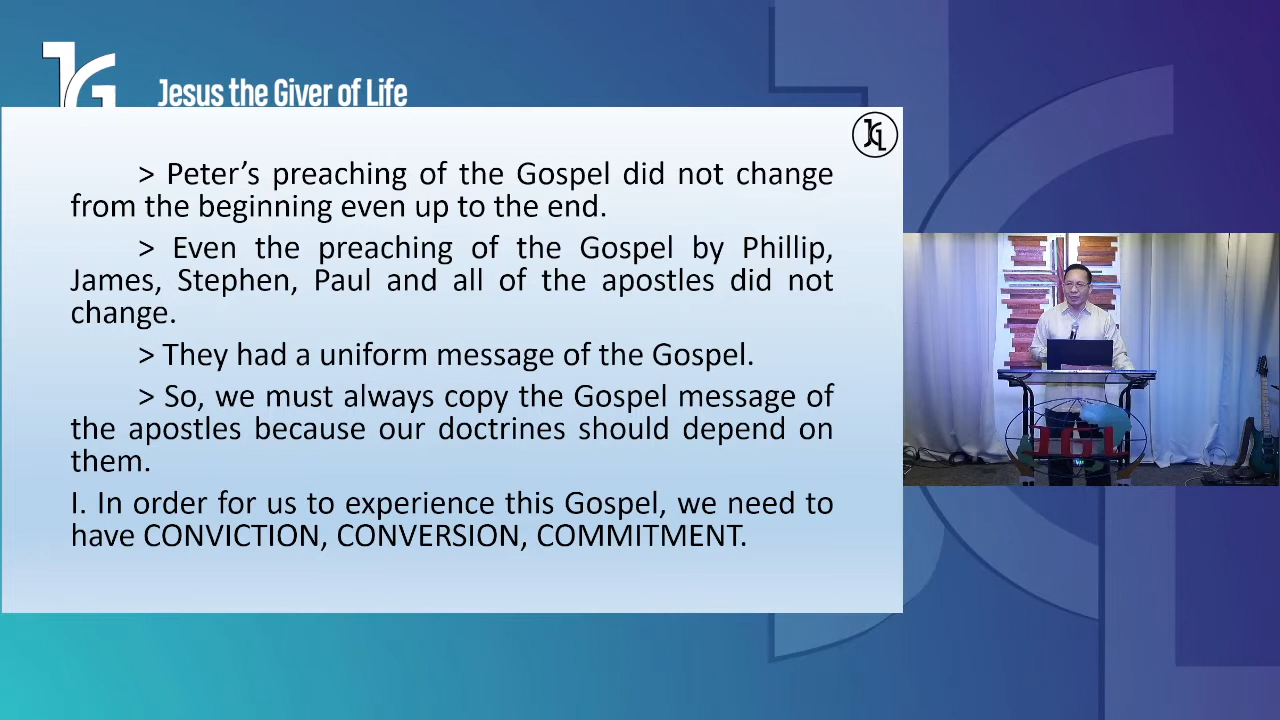 JG
Jesus the Giver of Life
JGL
> Peter's preaching of the Gospel did not change
from the beginning even up to the end.
> Even the preaching of the Gospel by Phillip,
James, Stephen, Paul and all of the apostles did not
change.
> They had a uniform message of the Gospel.
> So, we must always copy the Gospel message of
the apostles because our doctrines should depend on
them.
I. In order for us to experience this Gospel, we need to
have CONVICTION, CONVERSION, COMMITMENT.
JGL